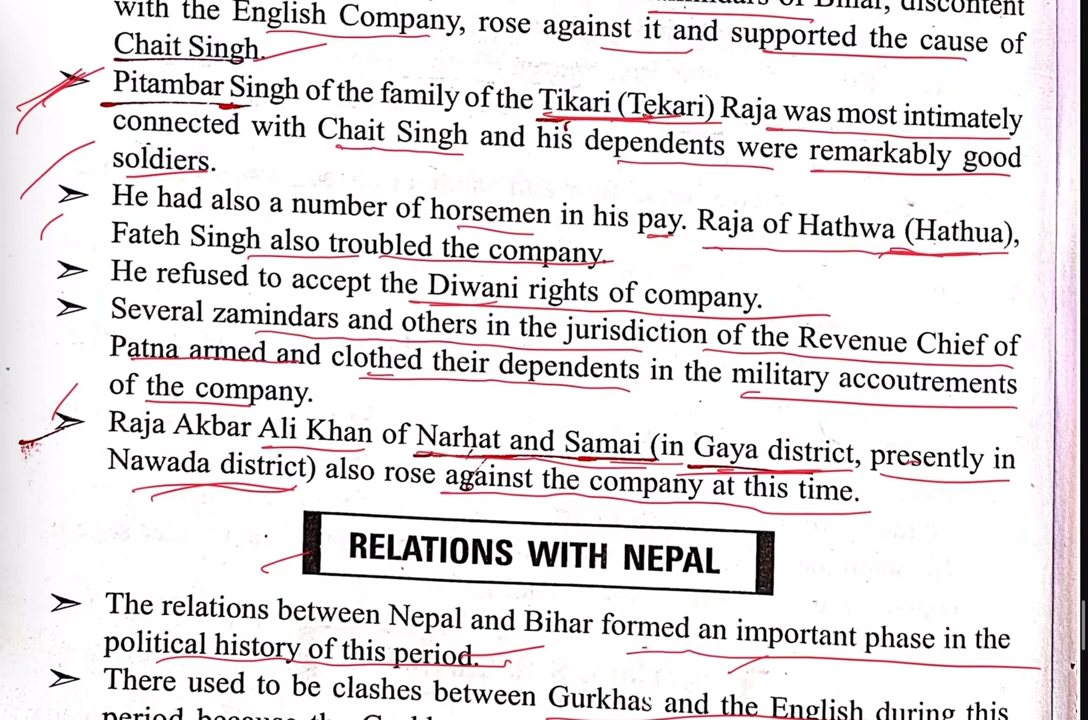 of Bihar, discontent
with the English Company, rose against it and supported the cause of
Chait Singh.
➢ Pitambar Singh of the family of the Tikari (Tekari) Raja was most intimately
connected with Chait Singh and his dependents were remarkably good
soldiers.
➢ He had also a number of horsemen in his pay. Raja of Hathwa (Hathua),
Fateh Singh also troubled the company.
➢ He refused to accept the Diwani rights of company.
➢ Several zamindars and others in the jurisdiction of the Revenue Chief of
Patna armed and clothed their dependents in the military accoutrements
of the company.
➢ Raja Akbar Ali Khan of Narhat and Samai (in Gaya district, presently in
Nawada district) also rose against the company at this time.
RELATIONS WITH NEPAL
➢ The relations between Nepal and Bihar formed an important phase in the
political history of this period.
➢ There used to be clashes between Gurkhas and the English during this
period because the